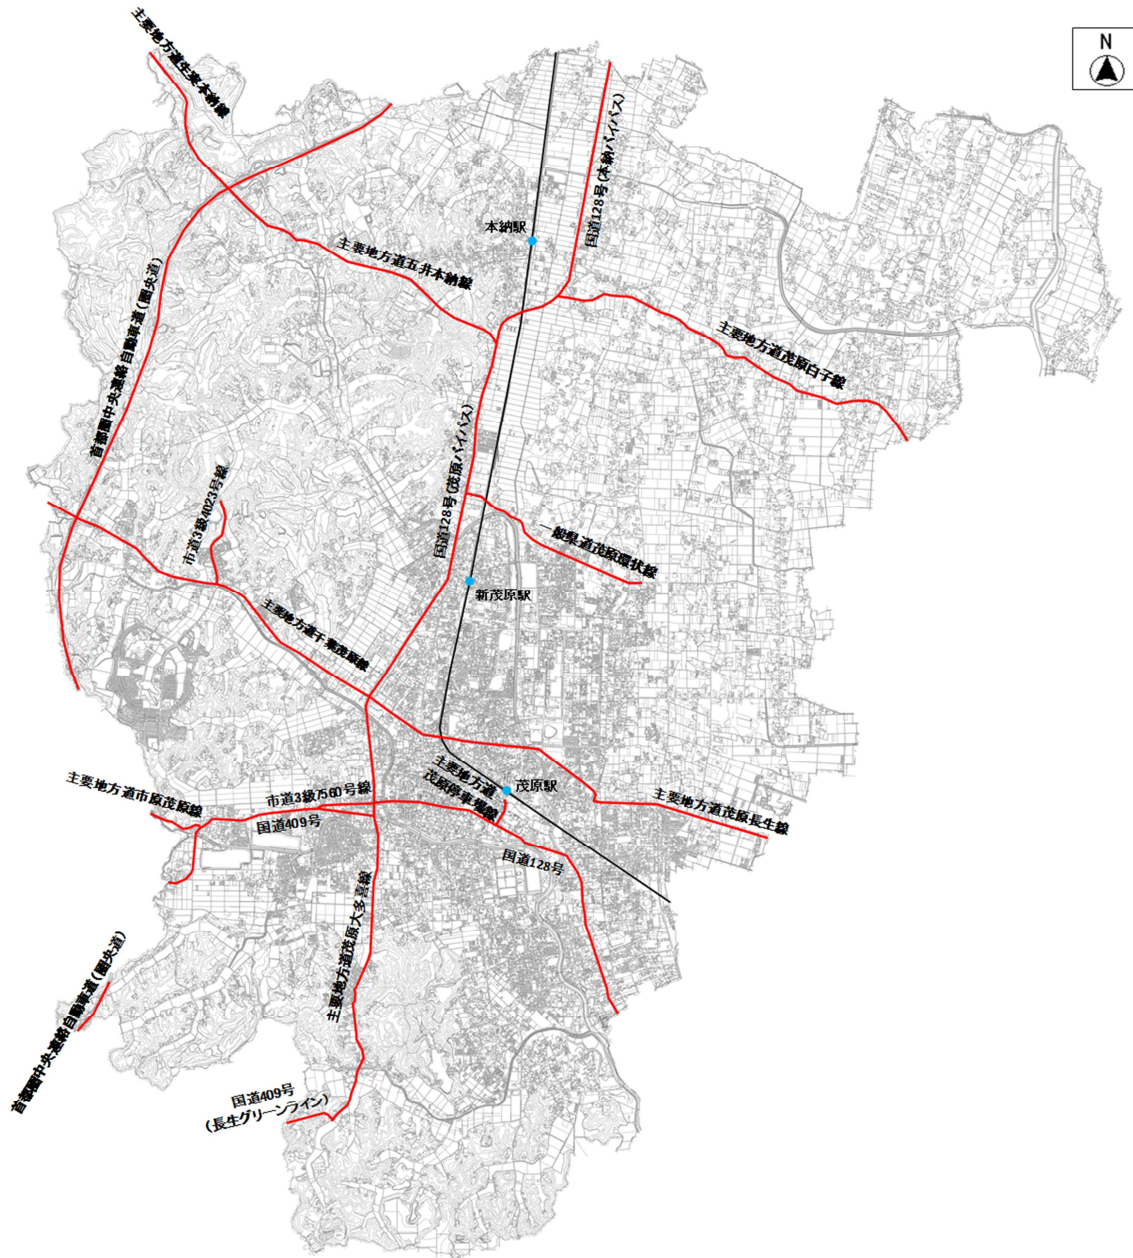 N
主要地方道生実本納線
国道128号(本納バイパス)
本納駅
主要地方道五井本納線
首都圏中央連絡自動車道(圏央道)
主要地方道茂原白子線
国道128号(茂原バイパス)
市道3級4023号線
一般県道茂原環状線
新茂原駅
主要地方道千葉茂原線
主要地方道
茂原停車場線
茂原駅
主要地方道市原茂原線
市道3級7560号線
国道409号
主要地方道茂原長生線
国道128号
主要地方道茂原大多喜線
首都圏中央連絡自動車道(圏央道)
国道409号
(長生グリーンライン)